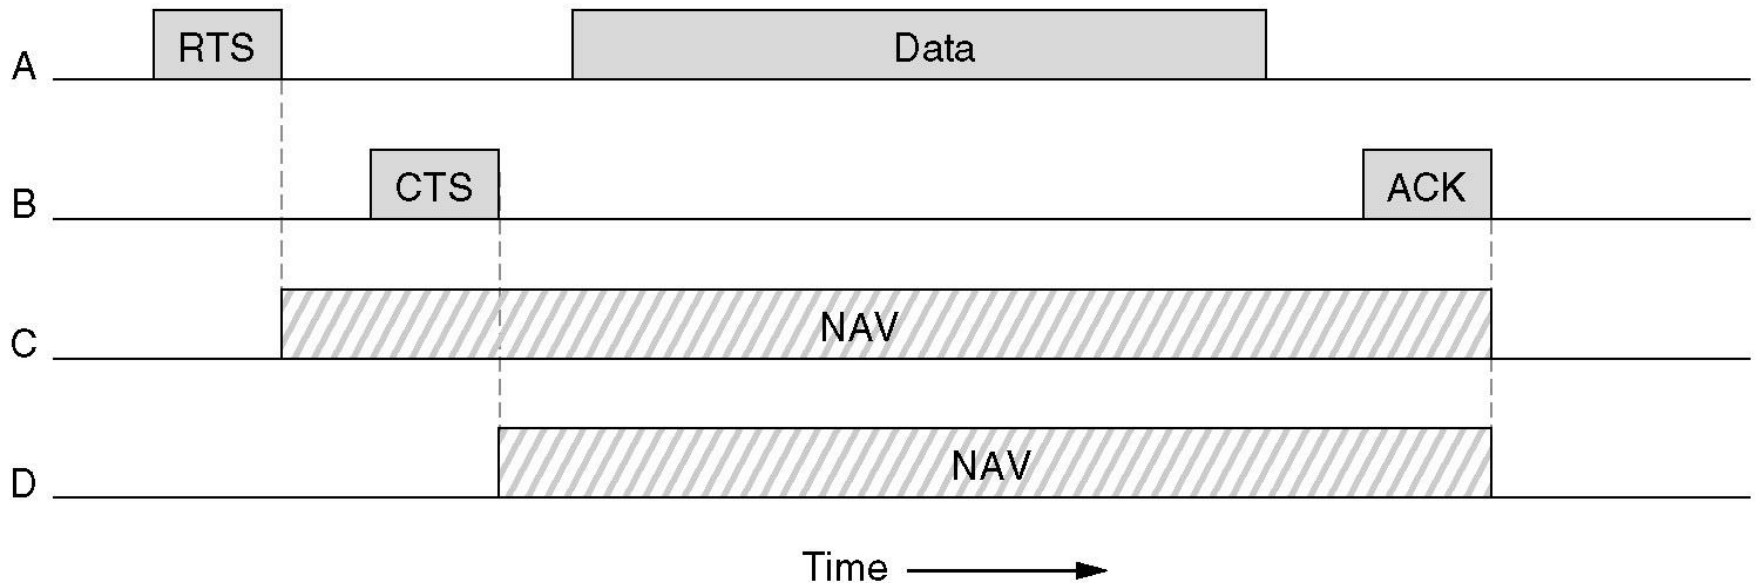 A RTS Data
B CTS ACK
C NAV
D NAV
Time